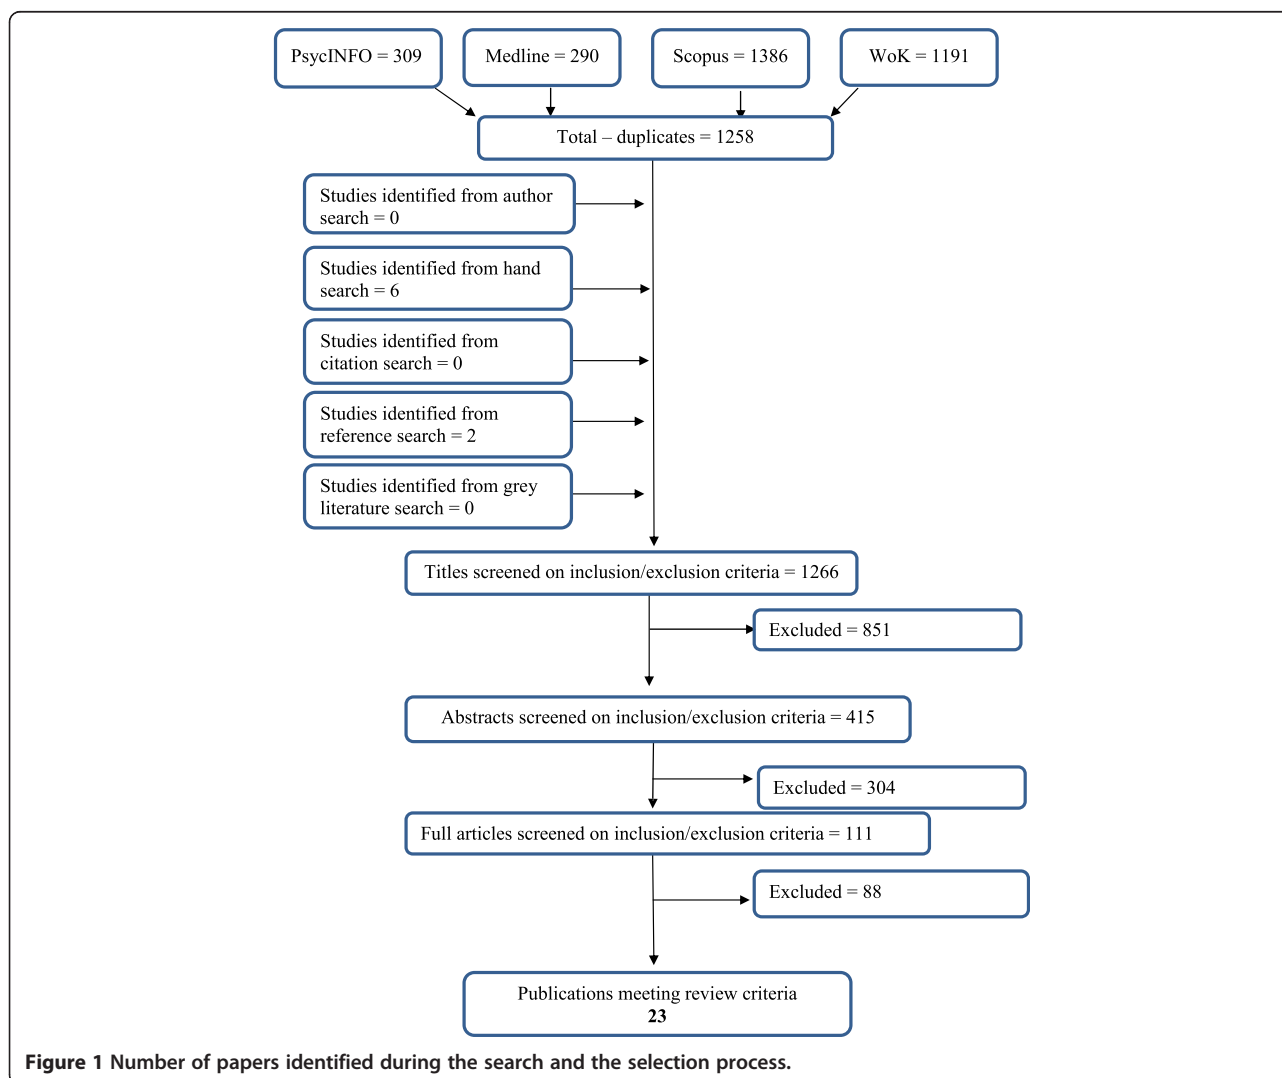 PsycINFO = 309
Medline = 290
Scopus = 1386
WoK = 1191
Total – duplicates = 1258
Studies identified from author
search = 0
Studies identified from hand
search = 6
Studies identified from
citation search = 0
Studies identified from
reference search = 2
Studies identified from grey
literature search = 0
Titles screened on inclusion/exclusion criteria = 1266
Excluded = 851
Abstracts screened on inclusion/exclusion criteria = 415
Excluded = 304
Full articles screened on inclusion/exclusion criteria = 111
Excluded = 88
Publications meeting review criteria
23
Figure 1 Number of papers identified during the search and the selection process.